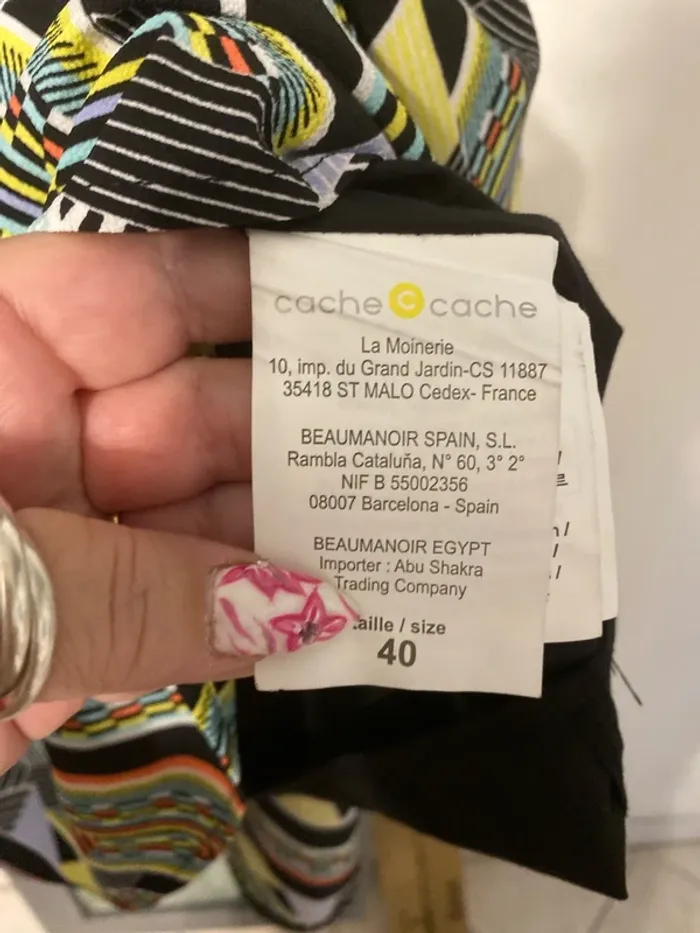 cache c cache
La Moinerie
10, imp. du Grand Jardin-CS 11887
35418 ST MALO Cedex- France
BEAUMANOIR SPAIN, S.L.
Rambla Cataluña, N° 60, 3° 2°
NIF B 55002356
08007 Barcelona - Spain
BEAUMANOIR EGYPT
Importer : Abu Shakra
Trading Company
aille / size
40